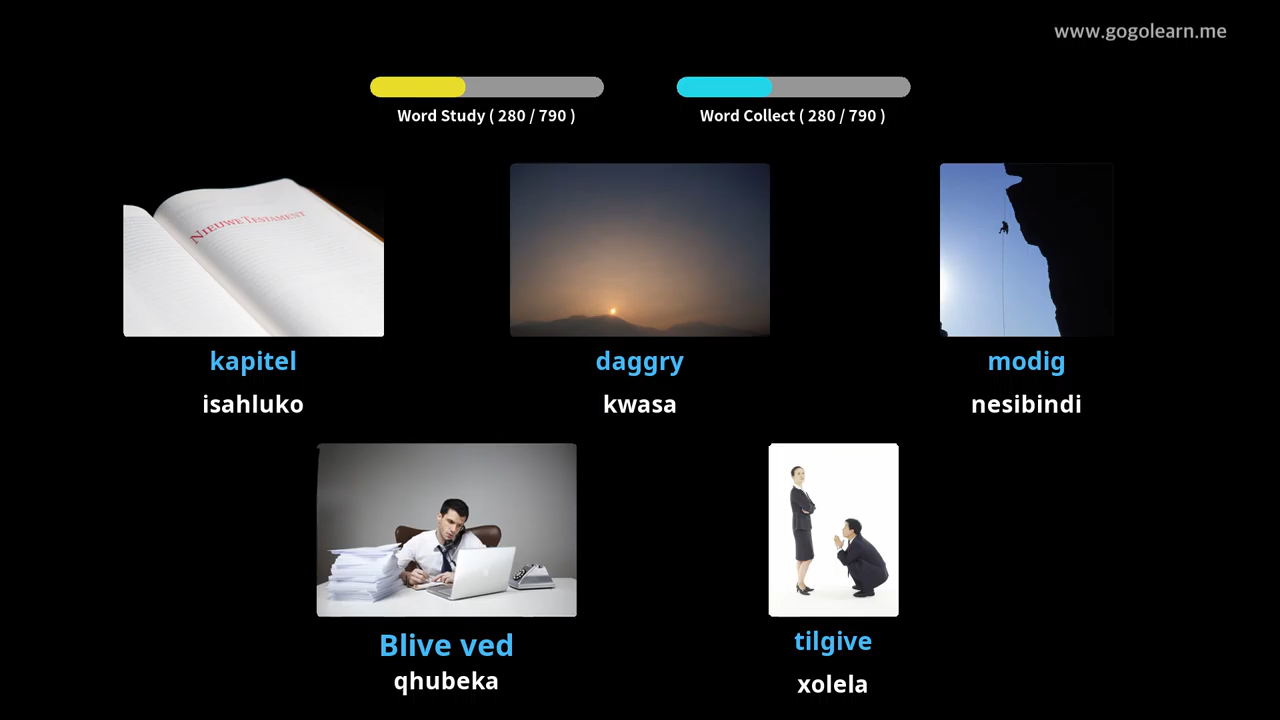 www.gogolearn.me
Word Study ( 280 / 790 )
Word Collect ( 280 / 790 )
NIEUWE TESTAMENT
kapitel
daggry
modig
isahluko
kwasa
nesibindi
Blive ved
tilgive
qhubeka
xolela